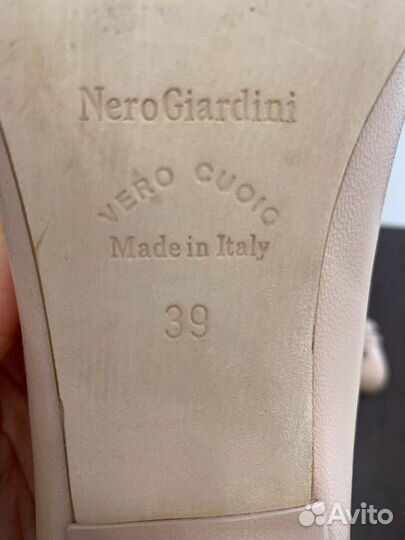 NeroGiardini
VERO CUOIO
Made in Italy
39
Avito